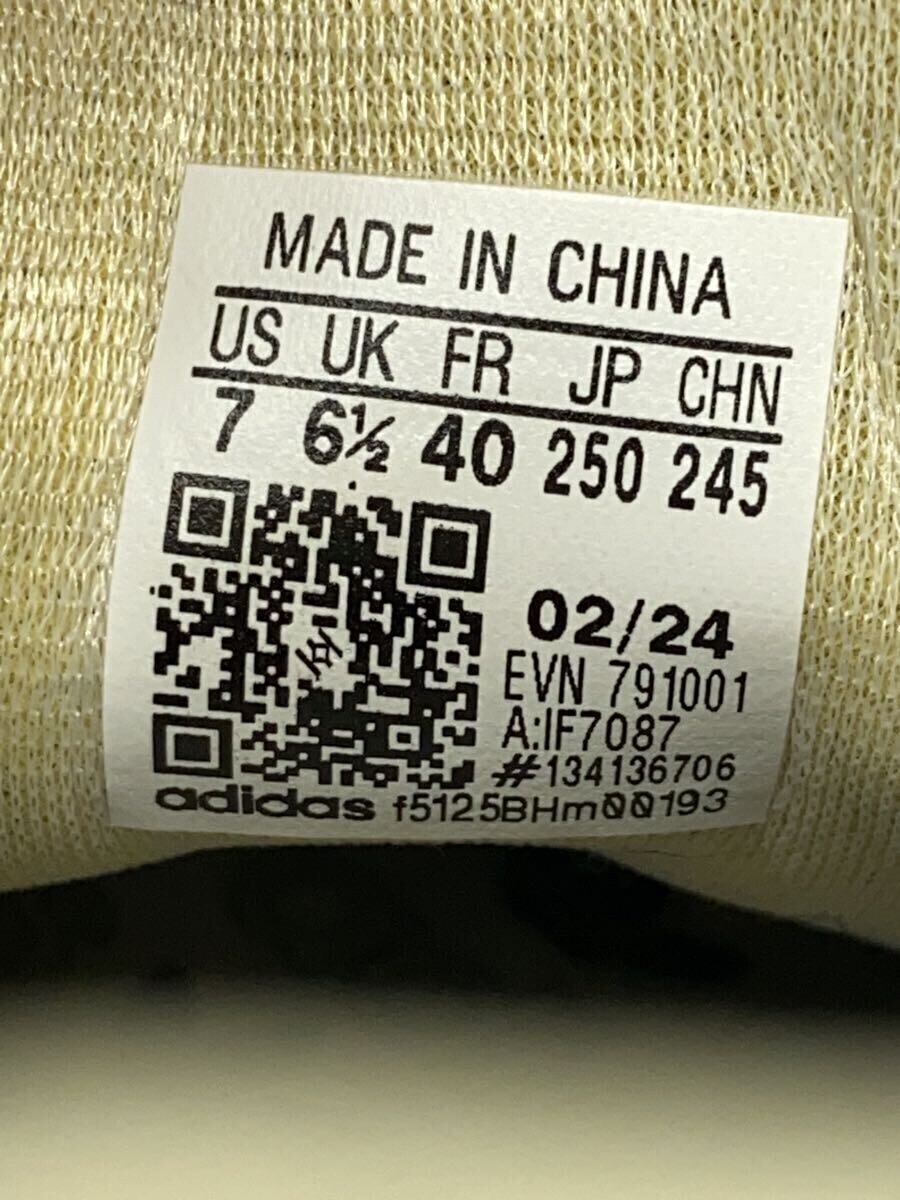 MADE IN CHINA
US UK FR JP CHN
7 6½ 40 250 245
02/24
EVN 791001
A:IF7087
#134136706
adidas f5125BHm00193